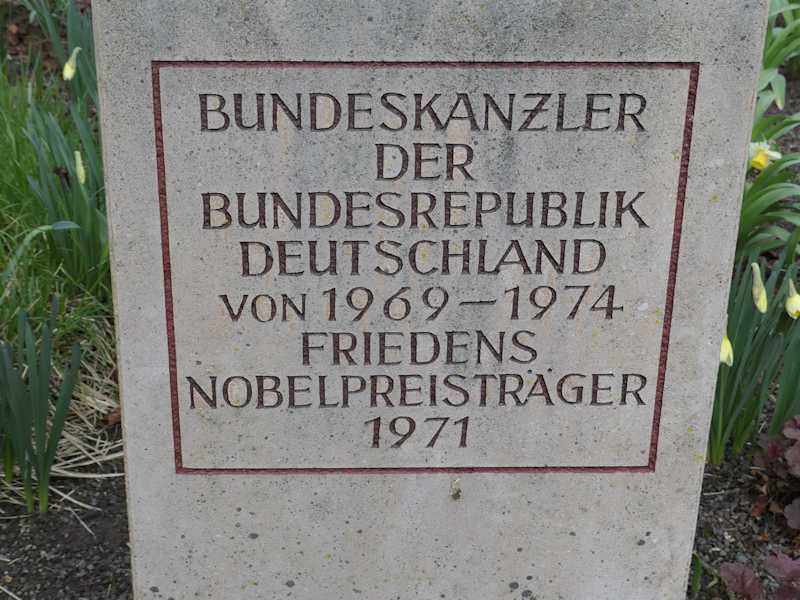 BUNDESKANZLER
DER
BUNDESREPUBLIK
DEUTSCHLAND
VON 1969–1974
FRIEDENS
NOBELPREISTRÄGER
1971